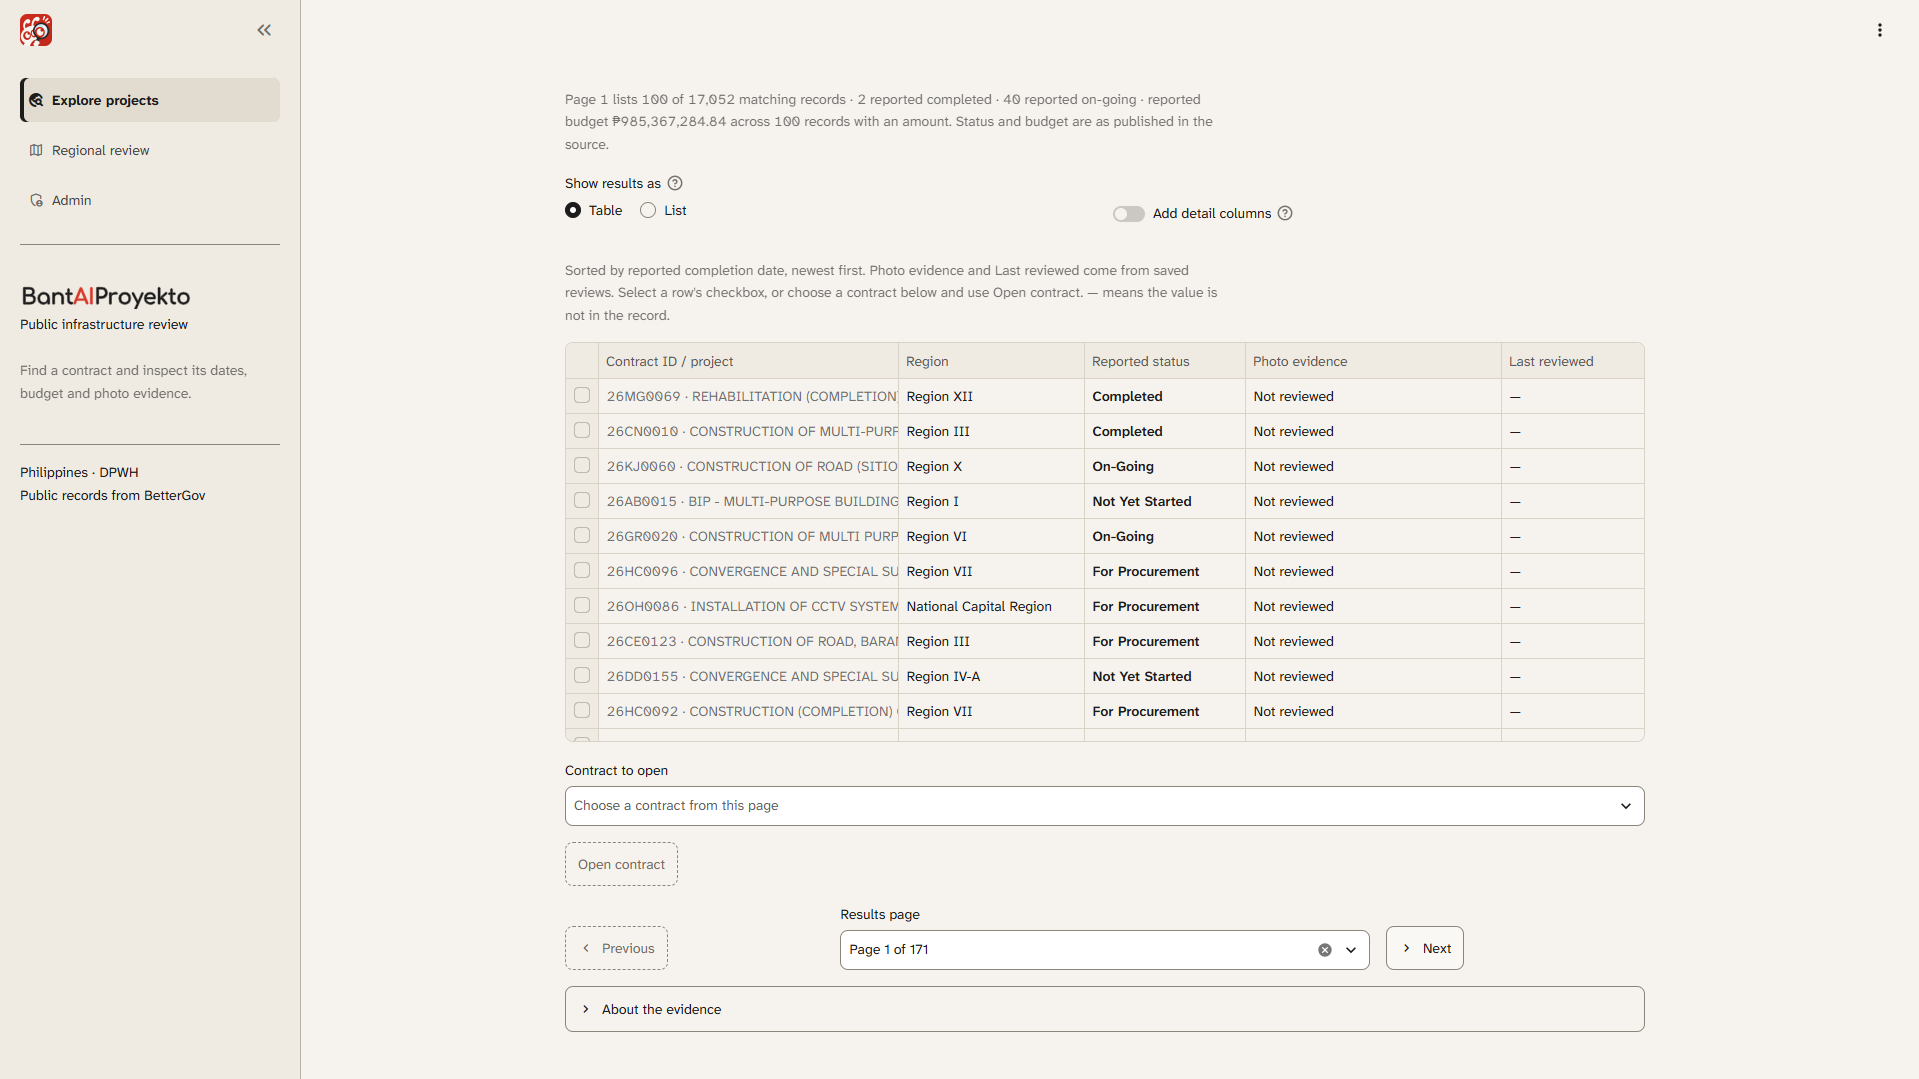 Explore projects
Regional review
Admin
BantAIProyekto
Public infrastructure review
Find a contract and inspect its dates,
budget and photo evidence.
Philippines · DPWH
Public records from BetterGov
Page 1 lists 100 of 17,052 matching records · 2 reported completed · 40 reported on-going · reported
budget ₱985,367,284.84 across 100 records with an amount. Status and budget are as published in the
source.
Show results as
Table List
Add detail columns
Sorted by reported completion date, newest first. Photo evidence and Last reviewed come from saved
reviews. Select a row's checkbox, or choose a contract below and use Open contract. — means the value is
not in the record.
Contract ID / project Region Reported status Photo evidence Last reviewed
26MG0069 · REHABILITATION (COMPLETION) Region XII Completed Not reviewed —
26CN0010 · CONSTRUCTION OF MULTI-PURP Region III Completed Not reviewed —
26KJ0060 · CONSTRUCTION OF ROAD (SITIO Region X On-Going Not reviewed —
26AB0015 · BIP - MULTI-PURPOSE BUILDING Region I Not Yet Started Not reviewed —
26GR0020 · CONSTRUCTION OF MULTI PURP Region VI On-Going Not reviewed —
26HC0096 · CONVERGENCE AND SPECIAL SU Region VII For Procurement Not reviewed —
26OH0086 · INSTALLATION OF CCTV SYSTEM National Capital Region For Procurement Not reviewed —
26CE0123 · CONSTRUCTION OF ROAD, BARAN Region III For Procurement Not reviewed —
26DD0155 · CONVERGENCE AND SPECIAL SU Region IV-A Not Yet Started Not reviewed —
26HC0092 · CONSTRUCTION (COMPLETION) Region VII For Procurement Not reviewed —
Contract to open
Choose a contract from this page
Open contract
Results page
Previous
Page 1 of 171
Next
About the evidence